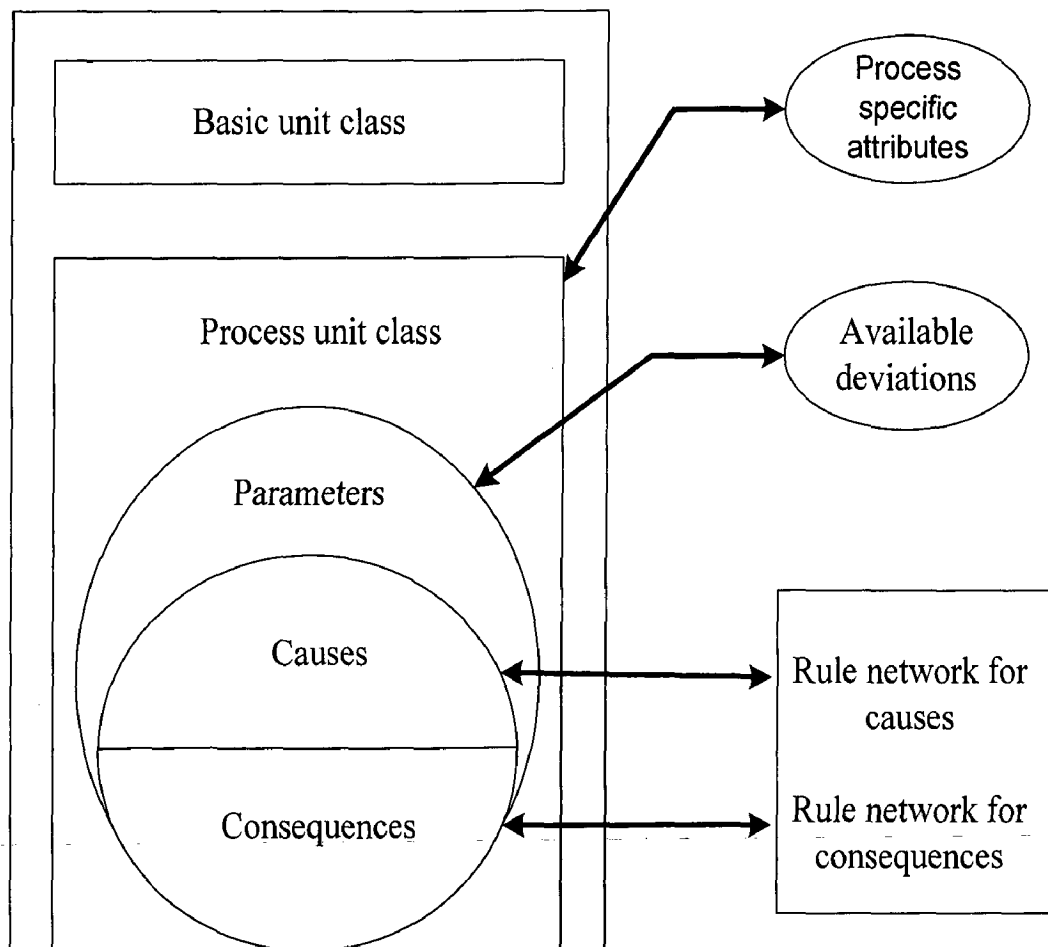 Basic unit class
Process
specific
attributes
Process unit class
Available
deviations
Parameters
Causes
Rule network for
causes
Consequences
Rule network for
consequences